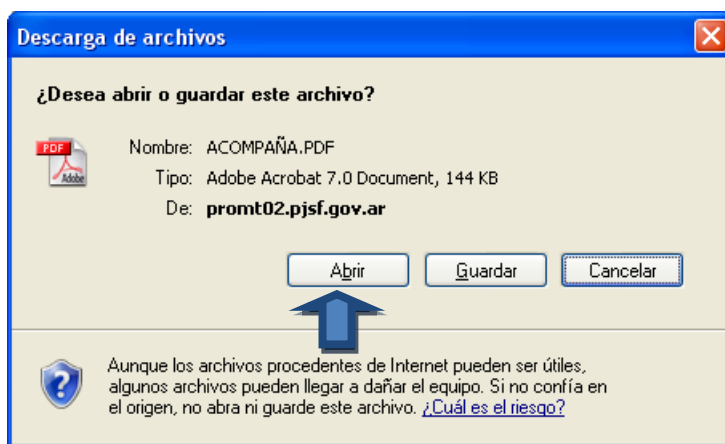 Descarga de archivos
¿Desea abrir o guardar este archivo?
PDF
Adobe
Nombre: ACOMPAÑA.PDF
Tipo: Adobe Acrobat 7.0 Document, 144 KB
De: promt02.pjsf.gov.ar
Abrir
Guardar
Cancelar
Aunque los archivos procedentes de Internet pueden ser útiles,
algunos archivos pueden llegar a dañar el equipo. Si no confía en
el origen, no abra ni guarde este archivo. ¿Cuál es el riesgo?